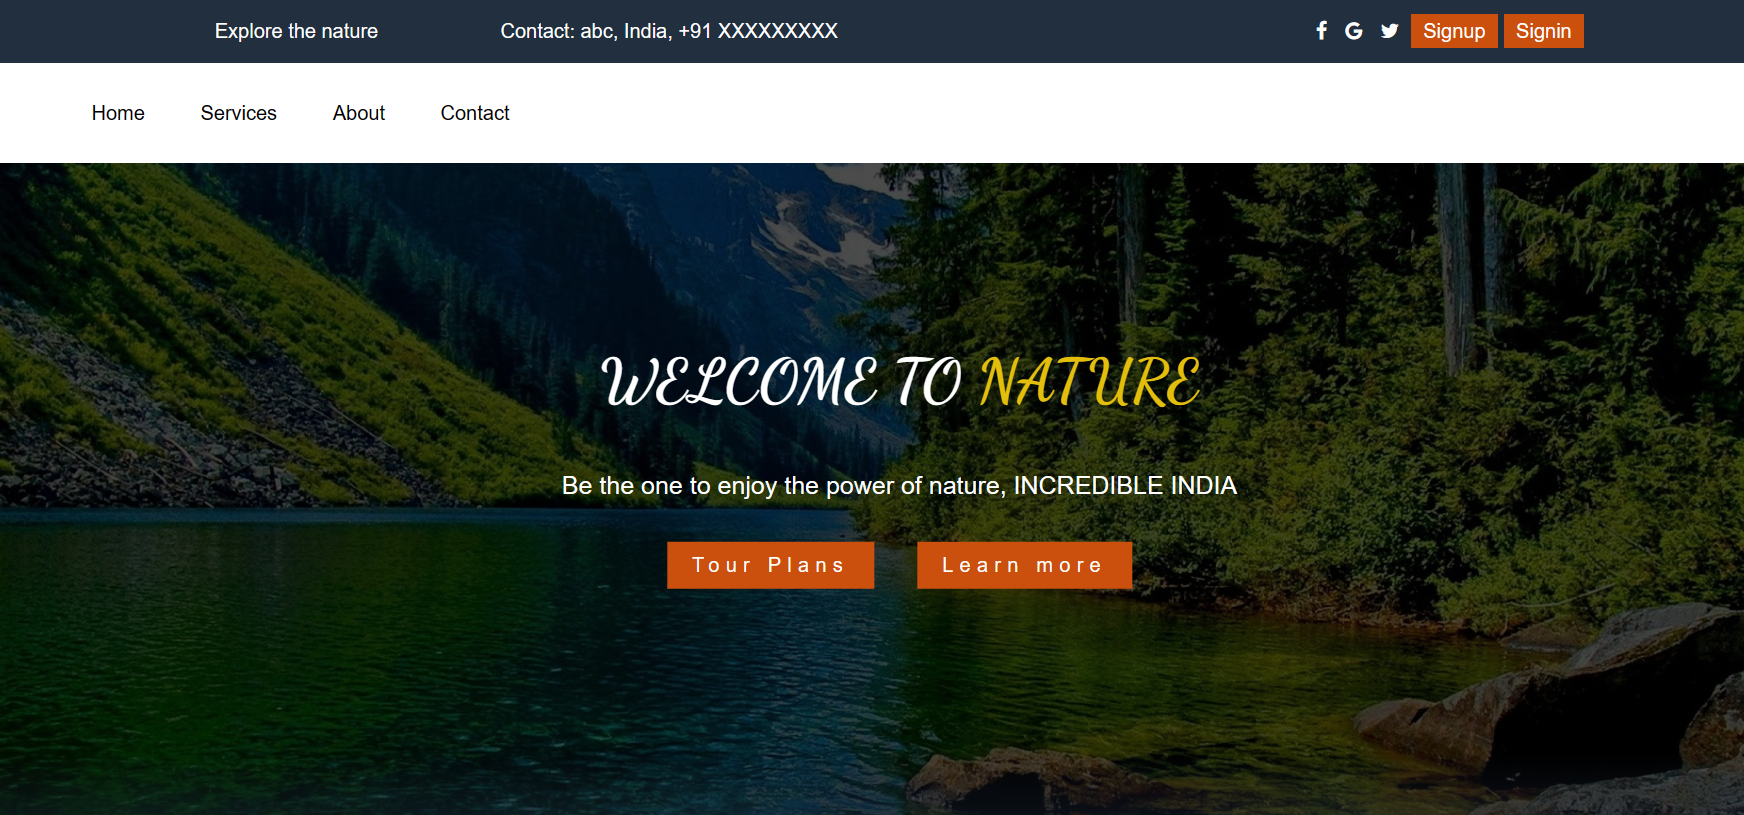 Explore the nature
Contact: abc, India, +91 XXXXXXXXX
Signup
Signin
Home
Services
About
Contact
WELCOME TO NATURE
Be the one to enjoy the power of nature, INCREDIBLE INDIA
Tour Plans
Learn more